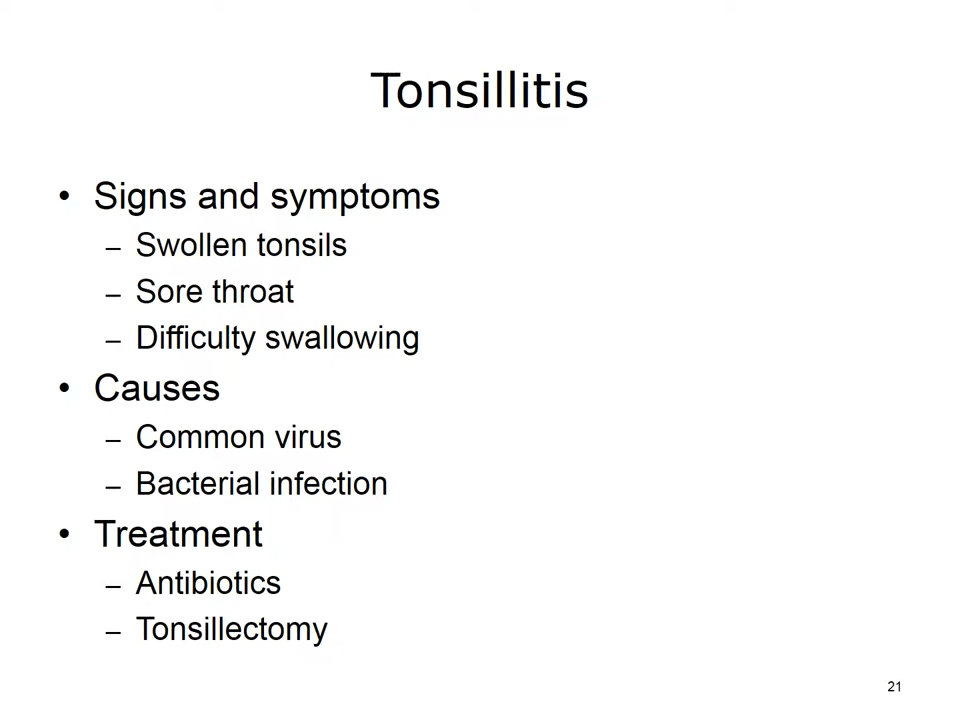 Tonsillitis
• Signs and symptoms
– Swollen tonsils
– Sore throat
– Difficulty swallowing
• Causes
– Common virus
– Bacterial infection
• Treatment
– Antibiotics
– Tonsillectomy
21